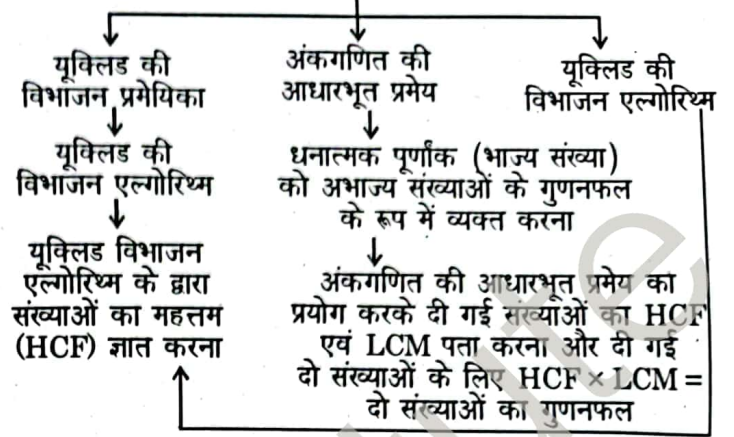 यूक्लिड की
विभाजन प्रमेयिका
यूक्लिड की
विभाजन एल्गोरिथ्म
यूक्लिड विभाजन
एल्गोरिथ्म के द्वारा
संख्याओं का महत्तम
(HCF) ज्ञात करना
अंकगणित की
आधारभूत प्रमेय
धनात्मक पूर्णांक (भाज्य संख्या)
को अभाज्य संख्याओं के गुणनफल
के रूप में व्यक्त करना
अंकगणित की आधारभूत प्रमेय का
प्रयोग करके दी गई संख्याओं का HCF
एवं LCM पता करना और दी गई
दो संख्याओं के लिए HCF × LCM =
दो संख्याओं का गुणनफल
यूक्लिड की
विभाजन एल्गोरिथ्म